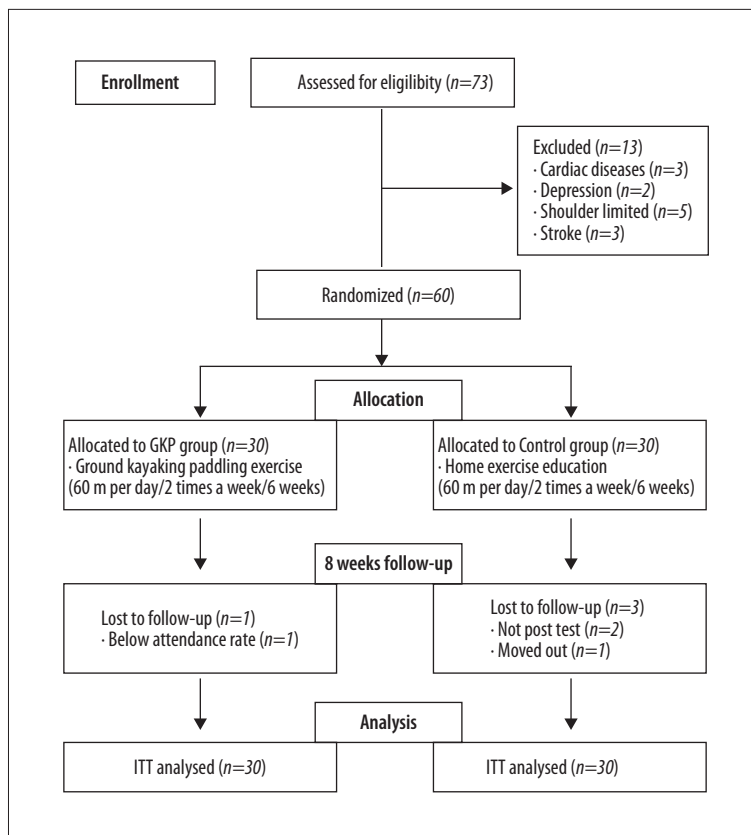 Enrollment
Assessed for eligilibity (n=73)
Excluded (n=13)
· Cardiac diseases (n=3)
· Depression (n=2)
· Shoulder limited (n=5)
· Stroke (n=3)
Randomized (n=60)
Allocation
Allocated to GKP group (n=30)
· Ground kayaking paddling exercise
(60 m per day/2 times a week/6 weeks)
Allocated to Control group (n=30)
· Home exercise education
(60 m per day/2 times a week/6 weeks)
8 weeks follow-up
Lost to follow-up (n=1)
· Below attendance rate (n=1)
Lost to follow-up (n=3)
· Not post test (n=2)
· Moved out (n=1)
Analysis
ITT analysed (n=30)
ITT analysed (n=30)